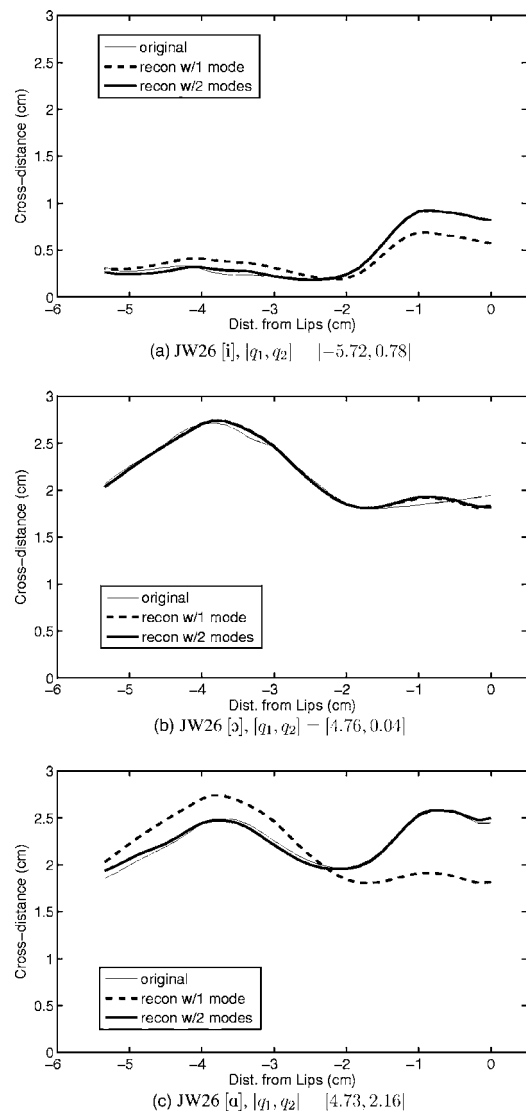 3
2.5
2
1.5
1
0.5
0
Cross−distance (cm)
original
recon w/1 mode
recon w/2 modes
−6 −5 −4 −3 −2 −1 0
Dist. from Lips (cm)
(a) JW26 [i], |q1, q2| |−5.72, 0.78|
3
2.5
2
1.5
1
0.5
0
Cross−distance (cm)
original
recon w/1 mode
recon w/2 modes
−6 −5 −4 −3 −2 −1 0
Dist. from Lips (cm)
(b) JW26 [ɔ], |q1, q2| − |4.76, 0.04|
3
2.5
2
1.5
1
0.5
0
Cross−distance (cm)
original
recon w/1 mode
recon w/2 modes
−6 −5 −4 −3 −2 −1 0
Dist. from Lips (cm)
(c) JW26 [ɑ], |q1, q2| |4.73, 2.16|